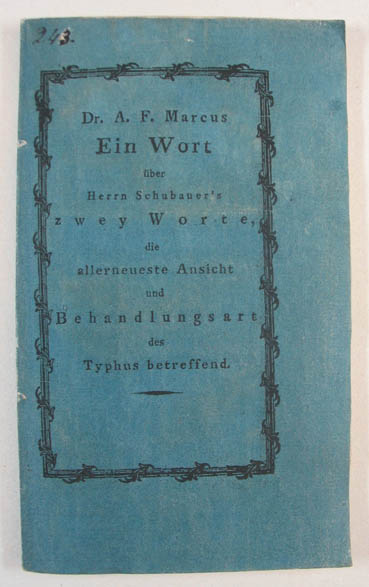 243.
Dr. A. F. Marcus
Ein Wort
über
Herrn Schubauer's
zwey Worte,
die
allerneueste Ansicht
und
Behandlungsart
des
Typhus betreffend.